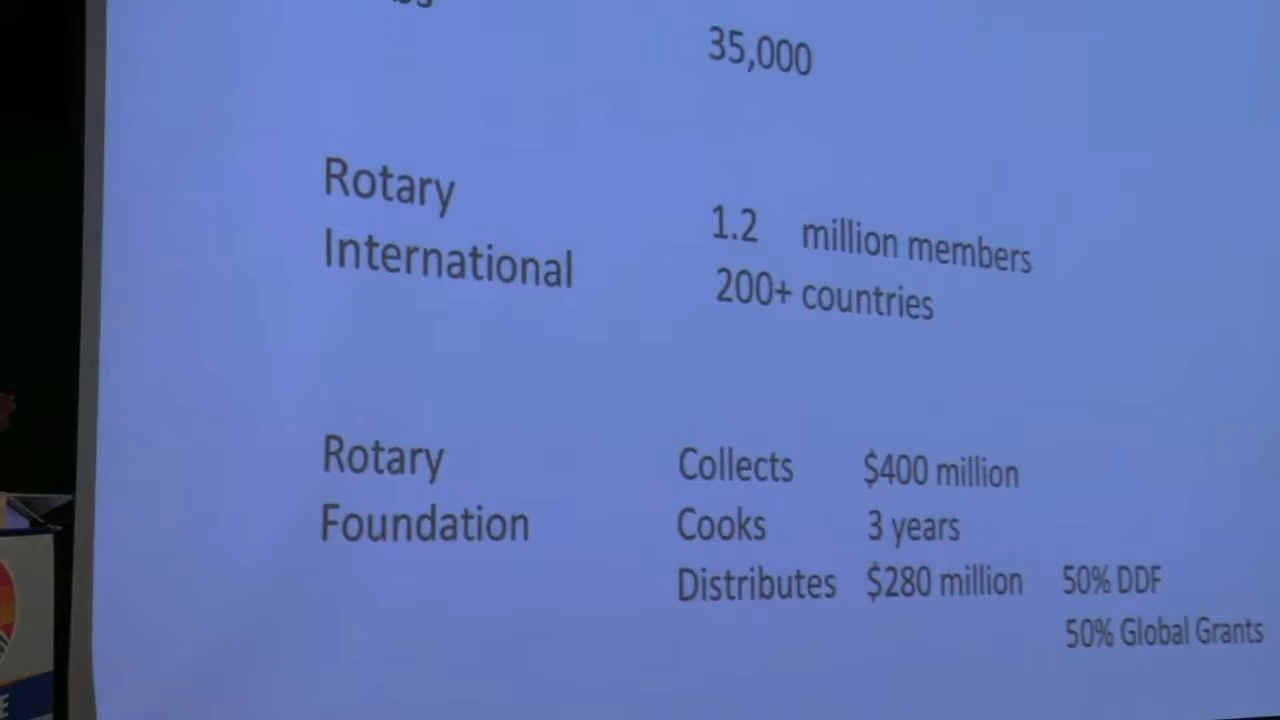 35,000
Rotary
International
1.2 million members
200+ countries
Rotary
Foundation
Collects $400 million
Cooks 3 years
Distributes $280 million 50% DDF
50% Global Grants